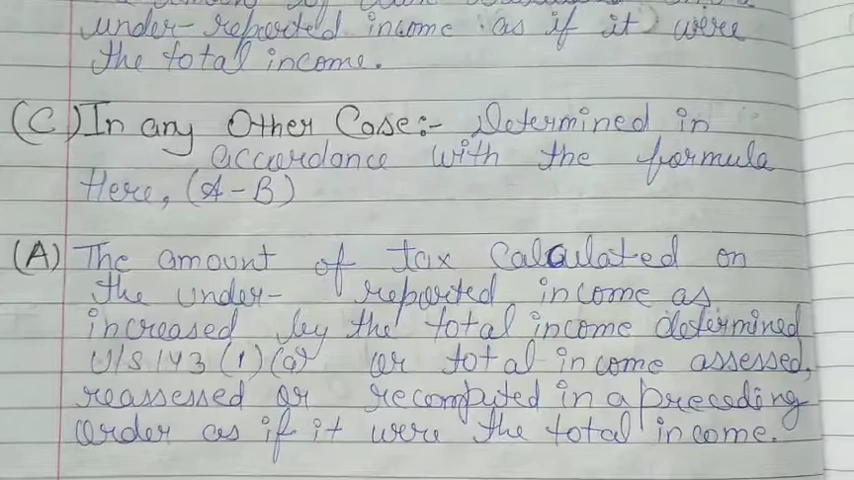 under-reported income as if it were
the total income.
(C) In any Other Case:- Determined in
accordance with the formula
Here, (A-B)
(A) The amount of tax Calculated on
the under- reported income as
increased by the total income determined
U/S 143 (1) (a) or total income assessed,
reassessed or recomputed in a preceding
Order as if it were the total income.